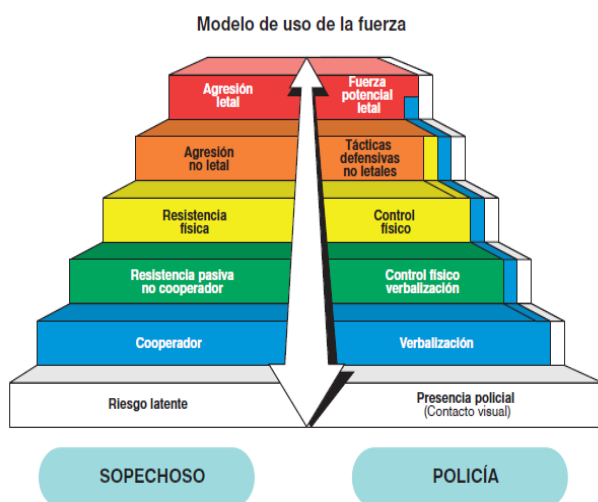 Modelo de uso de la fuerza
Agresión
letal
Fuerza
potencial
letal
Agresión
no letal
Tácticas
defensivas
no letales
Resistencia
física
Control
físico
Resistencia pasiva
no cooperador
Control físico
verbalización
Cooperador
Verbalización
Riesgo latente
Presencia policial
(Contacto visual)
SOPECHOSO
POLICÍA